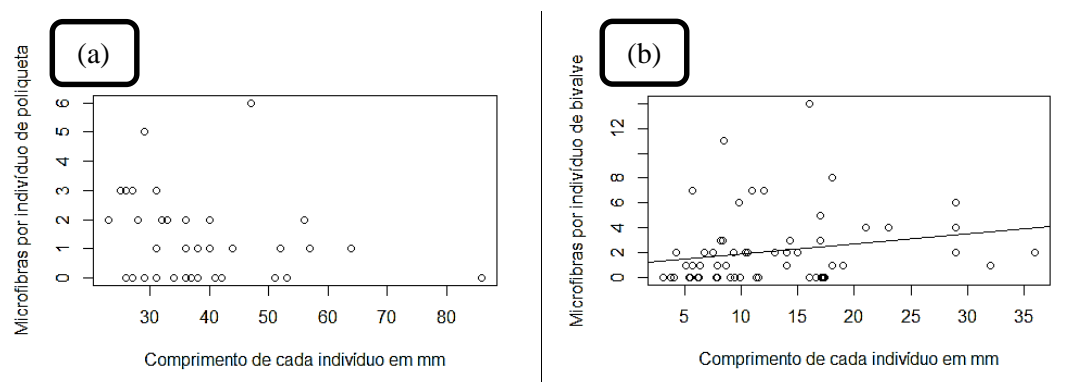 (a)
Microfibras por indivíduo de poliqueta
6
5
4
3
2
1
0
30 40 50 60 70 80
Comprimento de cada indivíduo em mm
(b)
Microfibras por indivíduo de bivalve
12
8
6
4
2
0
5 10 15 20 25 30 35
Comprimento de cada indivíduo em mm